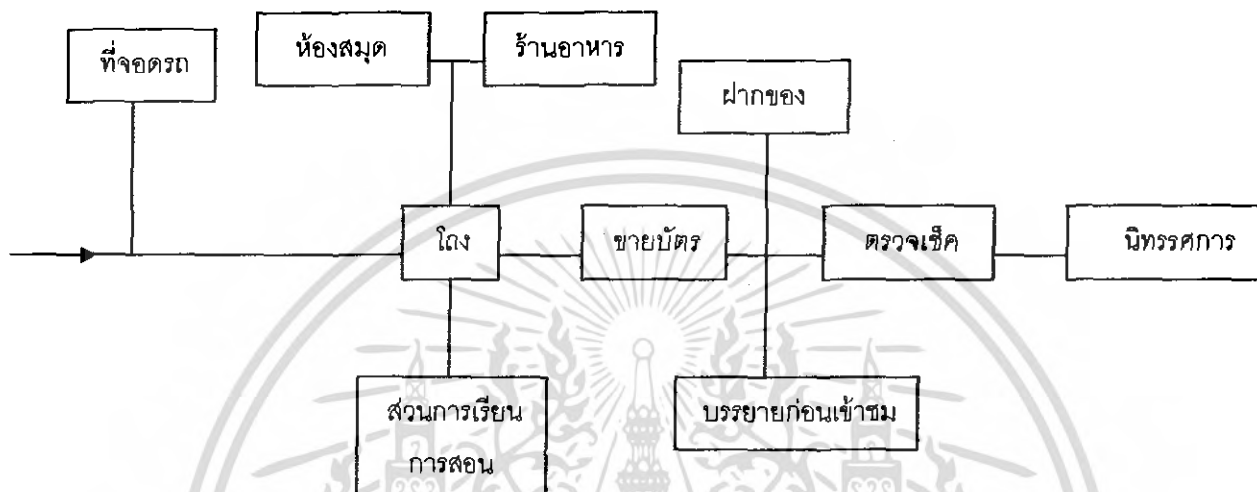 ที่จอดรถ
ห้องสมุด
ร้านอาหาร
ฝากของ
โถง
ขายบัตร
ตรวจเช็ค
นิทรรศการ
ส่วนการเรียน
การสอน
บรรยายก่อนเข้าชม